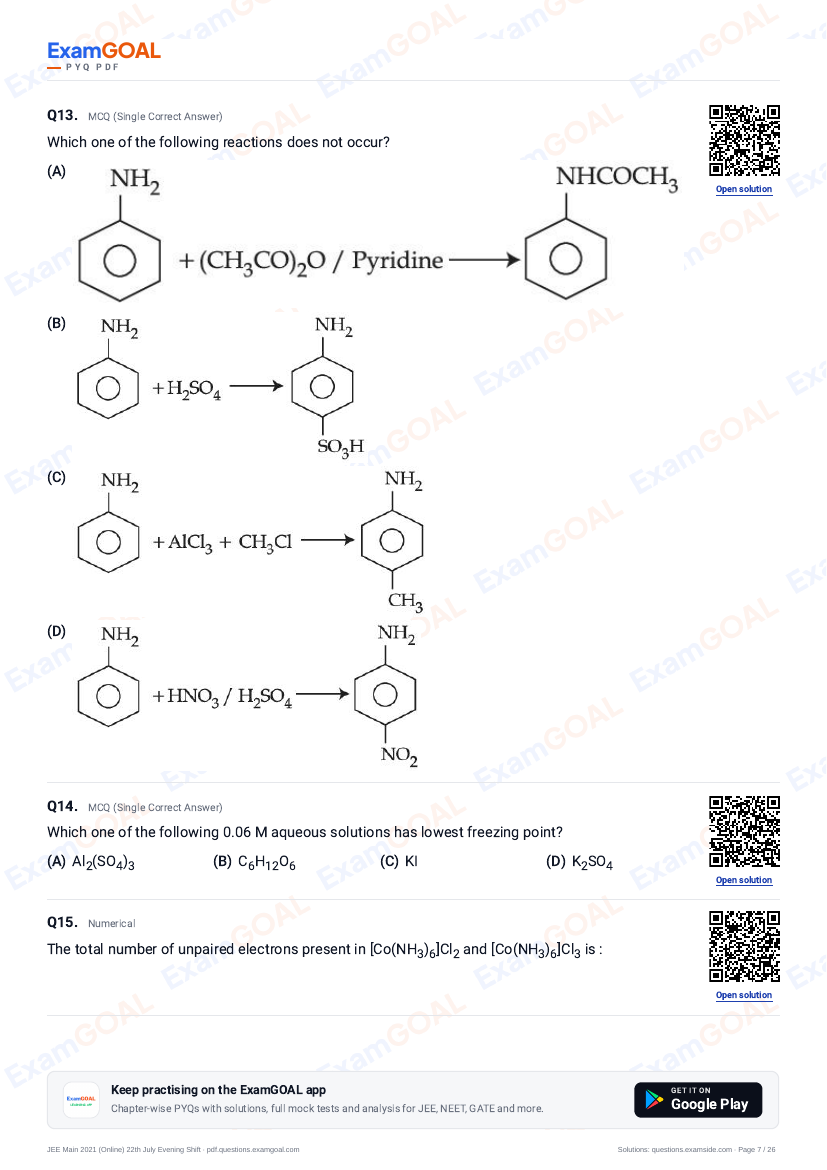 ExamGOAL
PYQ PDF
Q13. MCQ (Single Correct Answer)
Which one of the following reactions does not occur?
Open solution
(A)
NH2
+ (CH3CO)2O / Pyridine
NHCOCH3
(B)
NH2
+ H2SO4
NH2
SO3H
(C)
NH2
+ AlCl3 + CH3Cl
NH2
CH3
(D)
NH2
+ HNO3 / H2SO4
NH2
NO2
Q14. MCQ (Single Correct Answer)
Which one of the following 0.06 M aqueous solutions has lowest freezing point?
(A) Al2(SO4)3 (B) C6H12O6 (C) KI (D) K2SO4
Open solution
Q15. Numerical
The total number of unpaired electrons present in [Co(NH3)6]Cl2 and [Co(NH3)6]Cl3 is :
Open solution
ExamGOAL
Keep practising on the ExamGOAL app
Chapter-wise PYQs with solutions, full mock tests and analysis for JEE, NEET, GATE and more.
GET IT ON
Google Play
JEE Main 2021 (Online) 22th July Evening Shift · pdf.questions.examgoal.com
Solutions: questions.examside.com · Page 7 / 26